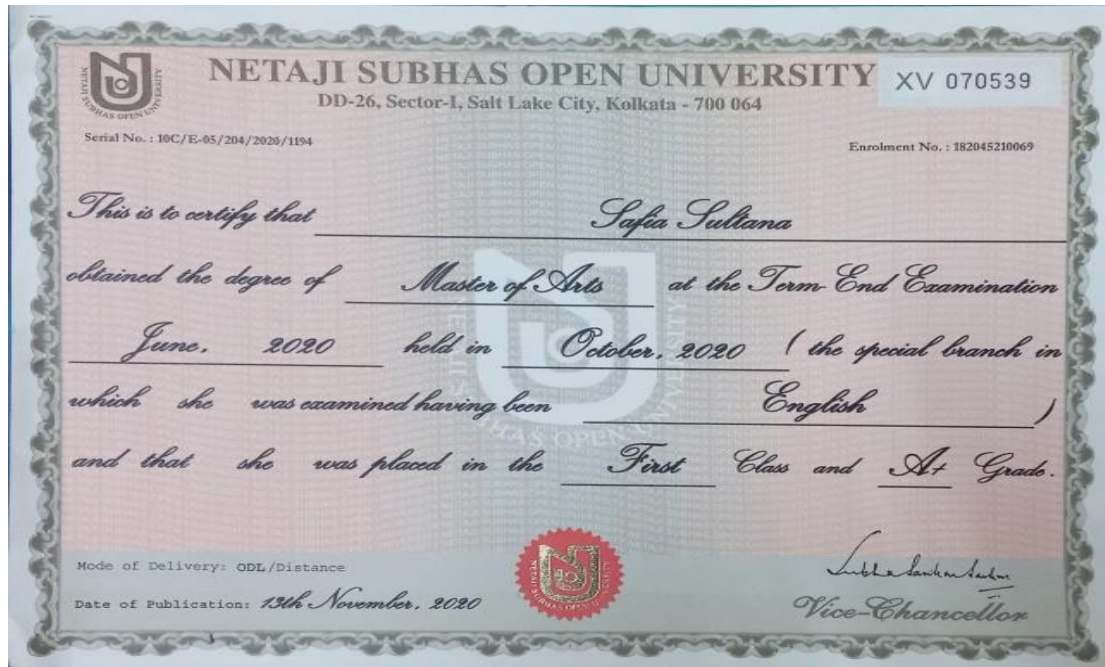 NETAJI SUBHAS OPEN UNIVERSITY
XV 070539
DD-26, Sector-I, Salt Lake City, Kolkata - 700 064
NETAJI SUBHAS OPEN UNIVERSITY
Serial No. : 10C/E-05/204/2020/1194
Enrolment No. : 182045210069
This is to certify that Safia Sultana
obtained the degree of Master of Arts at the Term-End Examination
June, 2020 held in October, 2020 ( the special branch in
which she was examined having been English )
and that she was placed in the First Class and A+ Grade.
Mode of Delivery: ODL/Distance
Date of Publication: 13th November, 2020
Vice-Chancellor